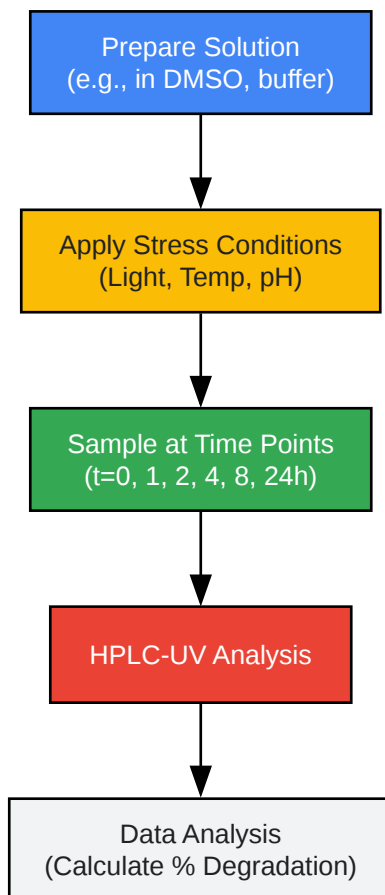 Prepare Solution
(e.g., in DMSO, buffer)
Apply Stress Conditions
(Light, Temp, pH)
Sample at Time Points
(t=0, 1, 2, 4, 8, 24h)
HPLC-UV Analysis
Data Analysis
(Calculate % Degradation)